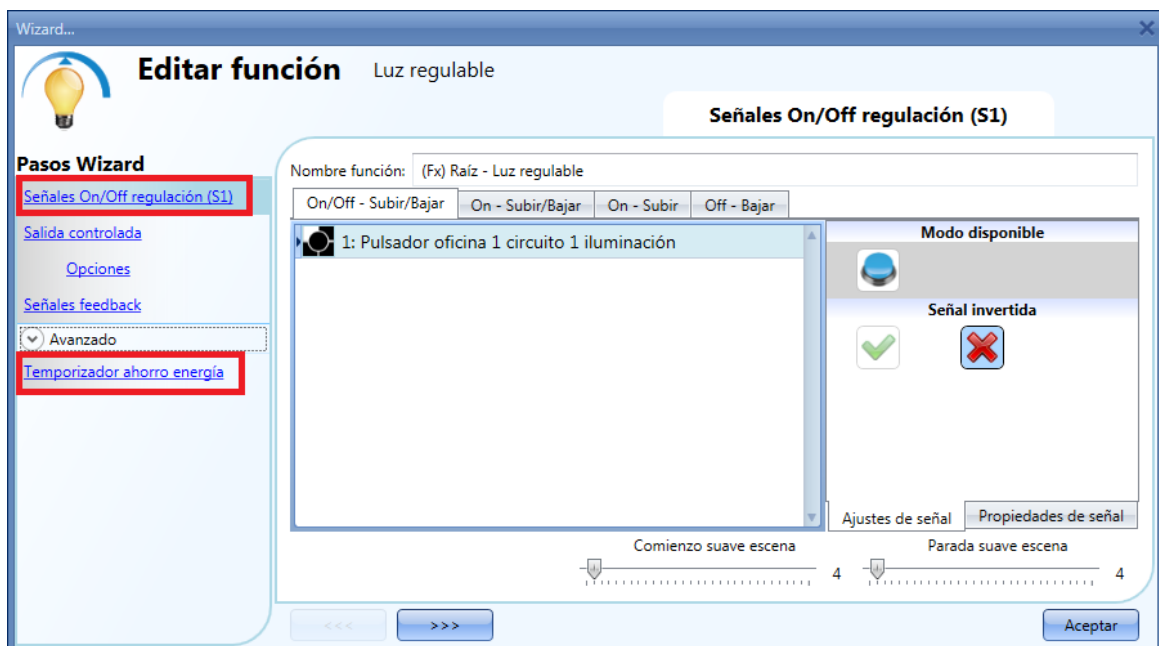 Wizard...
Editar función Luz regulable
Señales On/Off regulación (S1)
Pasos Wizard
Señales On/Off regulación (S1)
Salida controlada
Opciones
Señales feedback
Avanzado
Temporizador ahorro energía
Nombre función: (Fx) Raíz - Luz regulable
On/Off - Subir/Bajar On - Subir/Bajar On - Subir Off - Bajar
1: Pulsador oficina 1 circuito 1 iluminación
Modo disponible
Señal invertida
Ajustes de señal Propiedades de señal
Comienzo suave escena 4
Parada suave escena 4
<<< >>> Aceptar